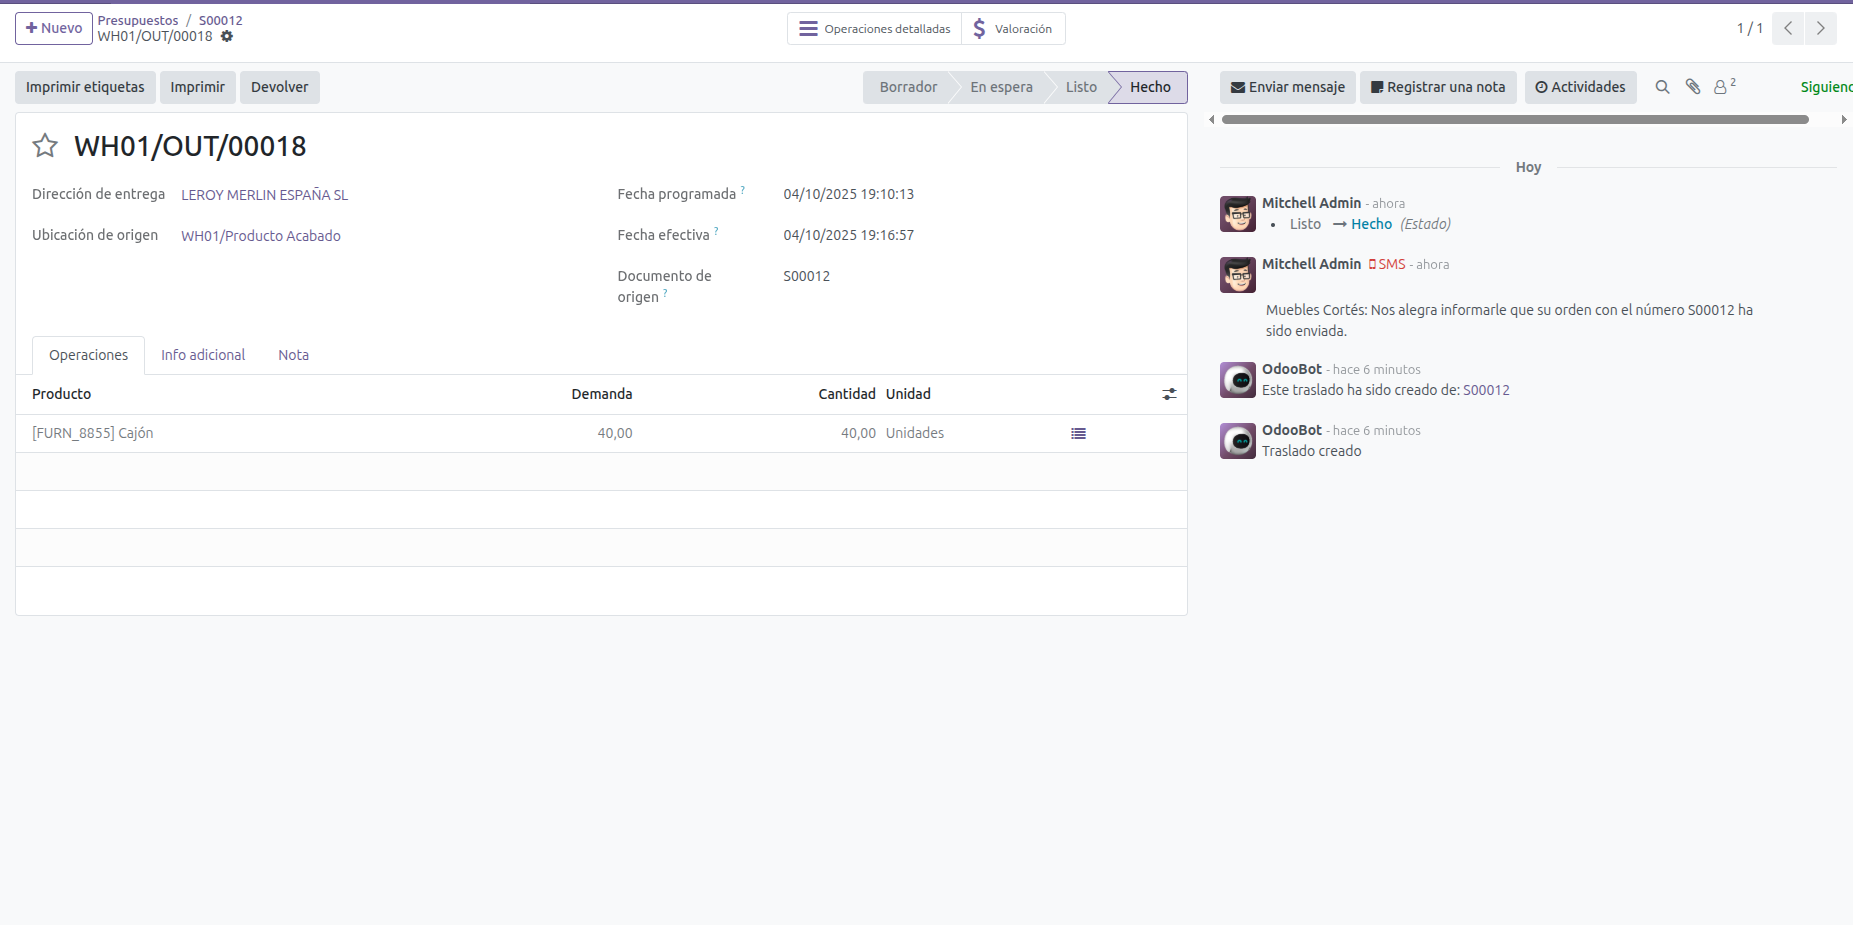 Nuevo
Presupuestos / S00012
WH01/OUT/00018
Operaciones detalladas
Valoración
1 / 1
Imprimir etiquetas
Imprimir
Devolver
Borrador
En espera
Listo
Hecho
Enviar mensaje
Registrar una nota
Actividades
2
Siguiend
WH01/OUT/00018
Dirección de entrega LEROY MERLIN ESPAÑA SL
Ubicación de origen WH01/Producto Acabado
Fecha programada ? 04/10/2025 19:10:13
Fecha efectiva ? 04/10/2025 19:16:57
Documento de
origen ? S00012
Operaciones
Info adicional
Nota
Producto Demanda Cantidad Unidad
[FURN_8855] Cajón 40,00 40,00 Unidades
Hoy
Mitchell Admin - ahora
• Listo → Hecho (Estado)
Mitchell Admin SMS - ahora
Muebles Cortés: Nos alegra informarle que su orden con el número S00012 ha
sido enviada.
OdooBot - hace 6 minutos
Este traslado ha sido creado de: S00012
OdooBot - hace 6 minutos
Traslado creado